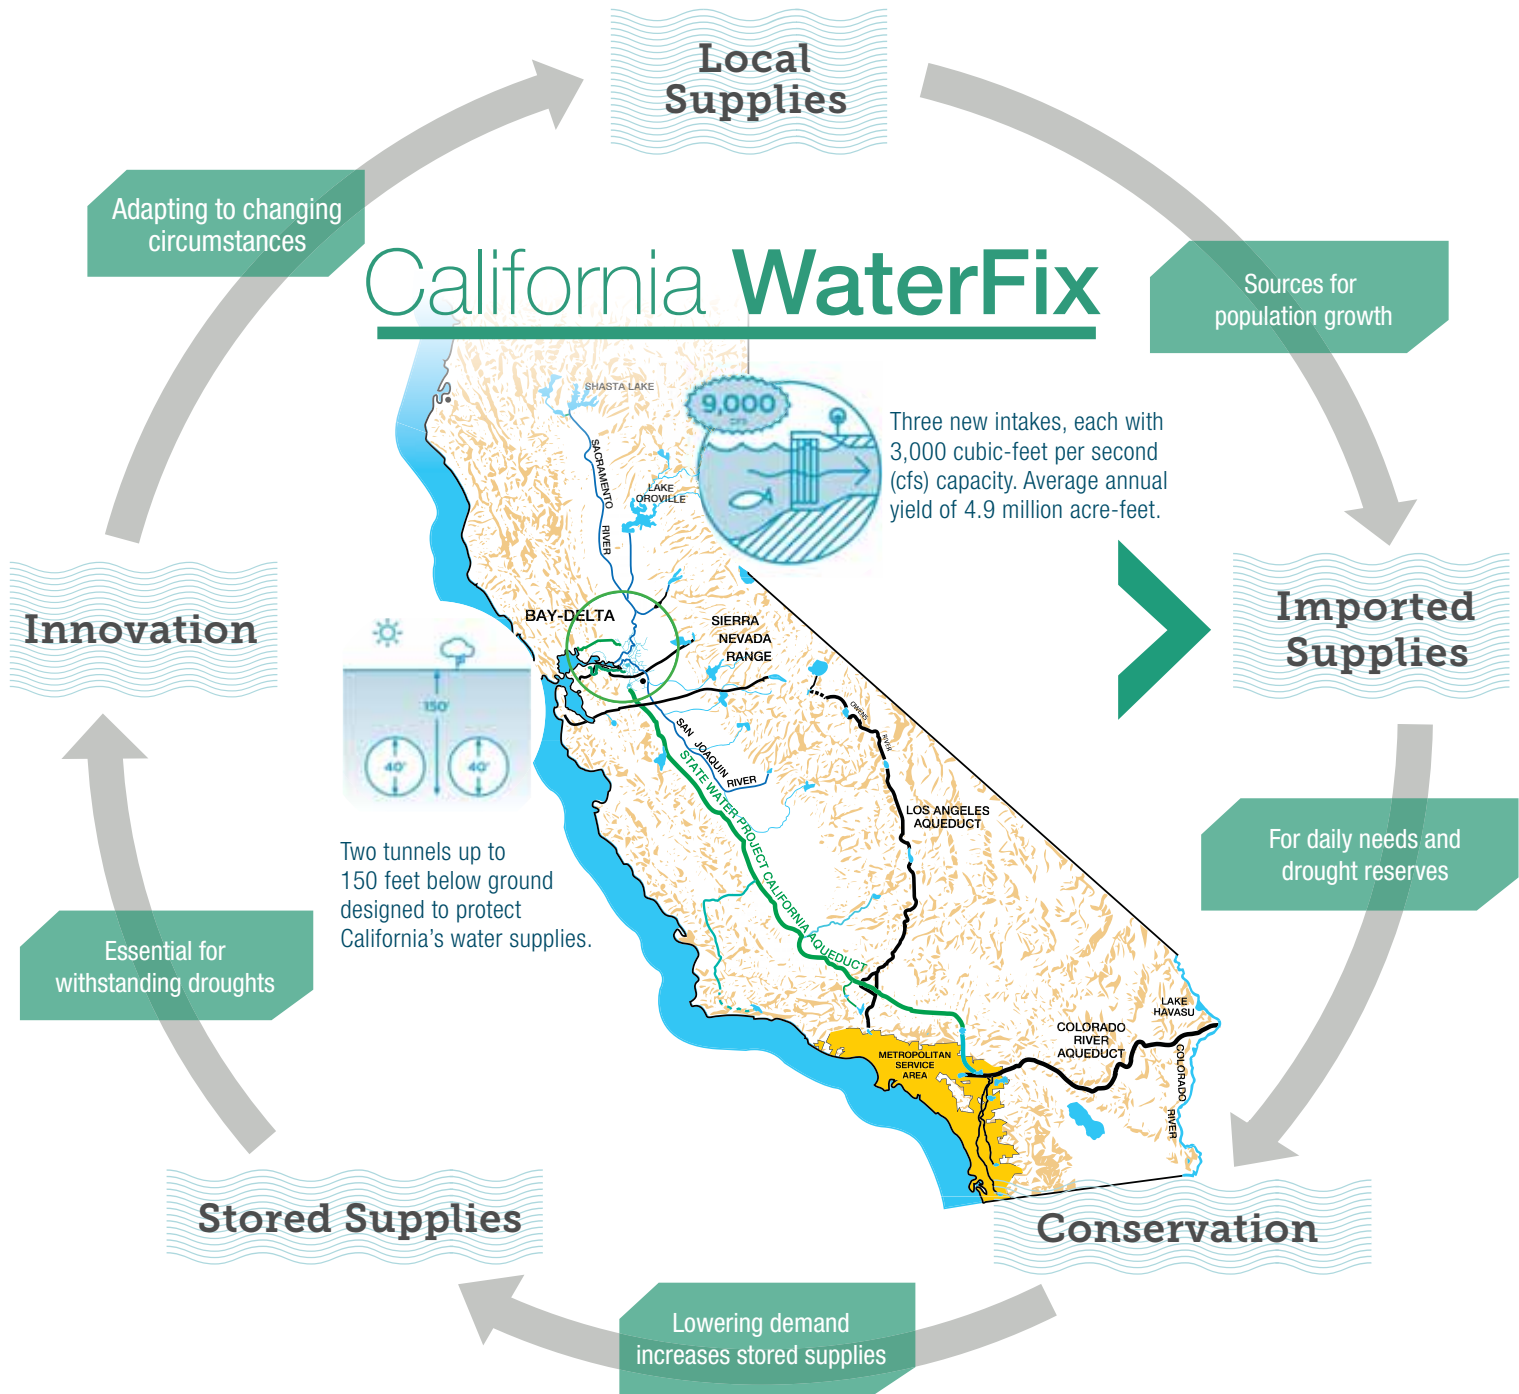 Local
Supplies
Adapting to changing
circumstances
California WaterFix
Sources for
population growth
SHASTA LAKE
9,000
cfs
Three new intakes, each with
3,000 cubic-feet per second
(cfs) capacity. Average annual
yield of 4.9 million acre-feet.
SACRAMENTO
RIVER
LAKE
OROVILLE
Innovation
BAY-DELTA
SIERRA
NEVADA
RANGE
Imported
Supplies
150'
40'
40'
OWENS
RIVER
SAN JOAQUIN
RIVER
STATE WATER PROJECT CALIFORNIA AQUEDUCT
LOS ANGELES
AQUEDUCT
Two tunnels up to
150 feet below ground
designed to protect
California's water supplies.
For daily needs and
drought reserves
Essential for
withstanding droughts
LAKE
HAVASU
COLORADO
RIVER
AQUEDUCT
METROPOLITAN
SERVICE
AREA
COLORADO
RIVER
Stored Supplies
Conservation
Lowering demand
increases stored supplies